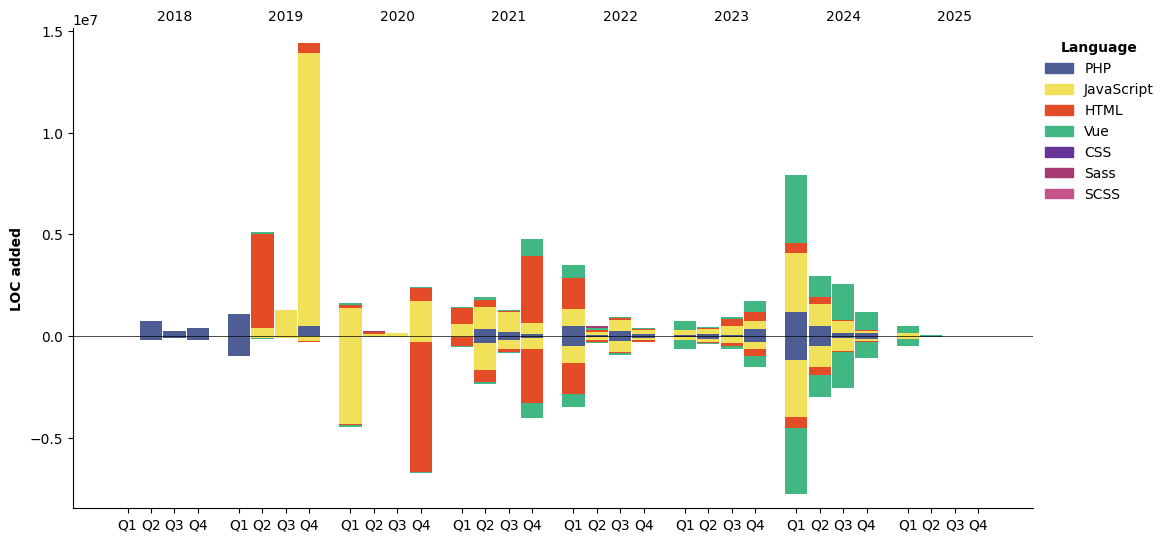 1e7
2018 2019 2020 2021 2022 2023 2024 2025
1.5
1.0
0.5
0.0
−0.5
LOC added
Language
PHP
JavaScript
HTML
Vue
CSS
Sass
SCSS
Q1 Q2 Q3 Q4 Q1 Q2 Q3 Q4 Q1 Q2 Q3 Q4 Q1 Q2 Q3 Q4 Q1 Q2 Q3 Q4 Q1 Q2 Q3 Q4 Q1 Q2 Q3 Q4 Q1 Q2 Q3 Q4